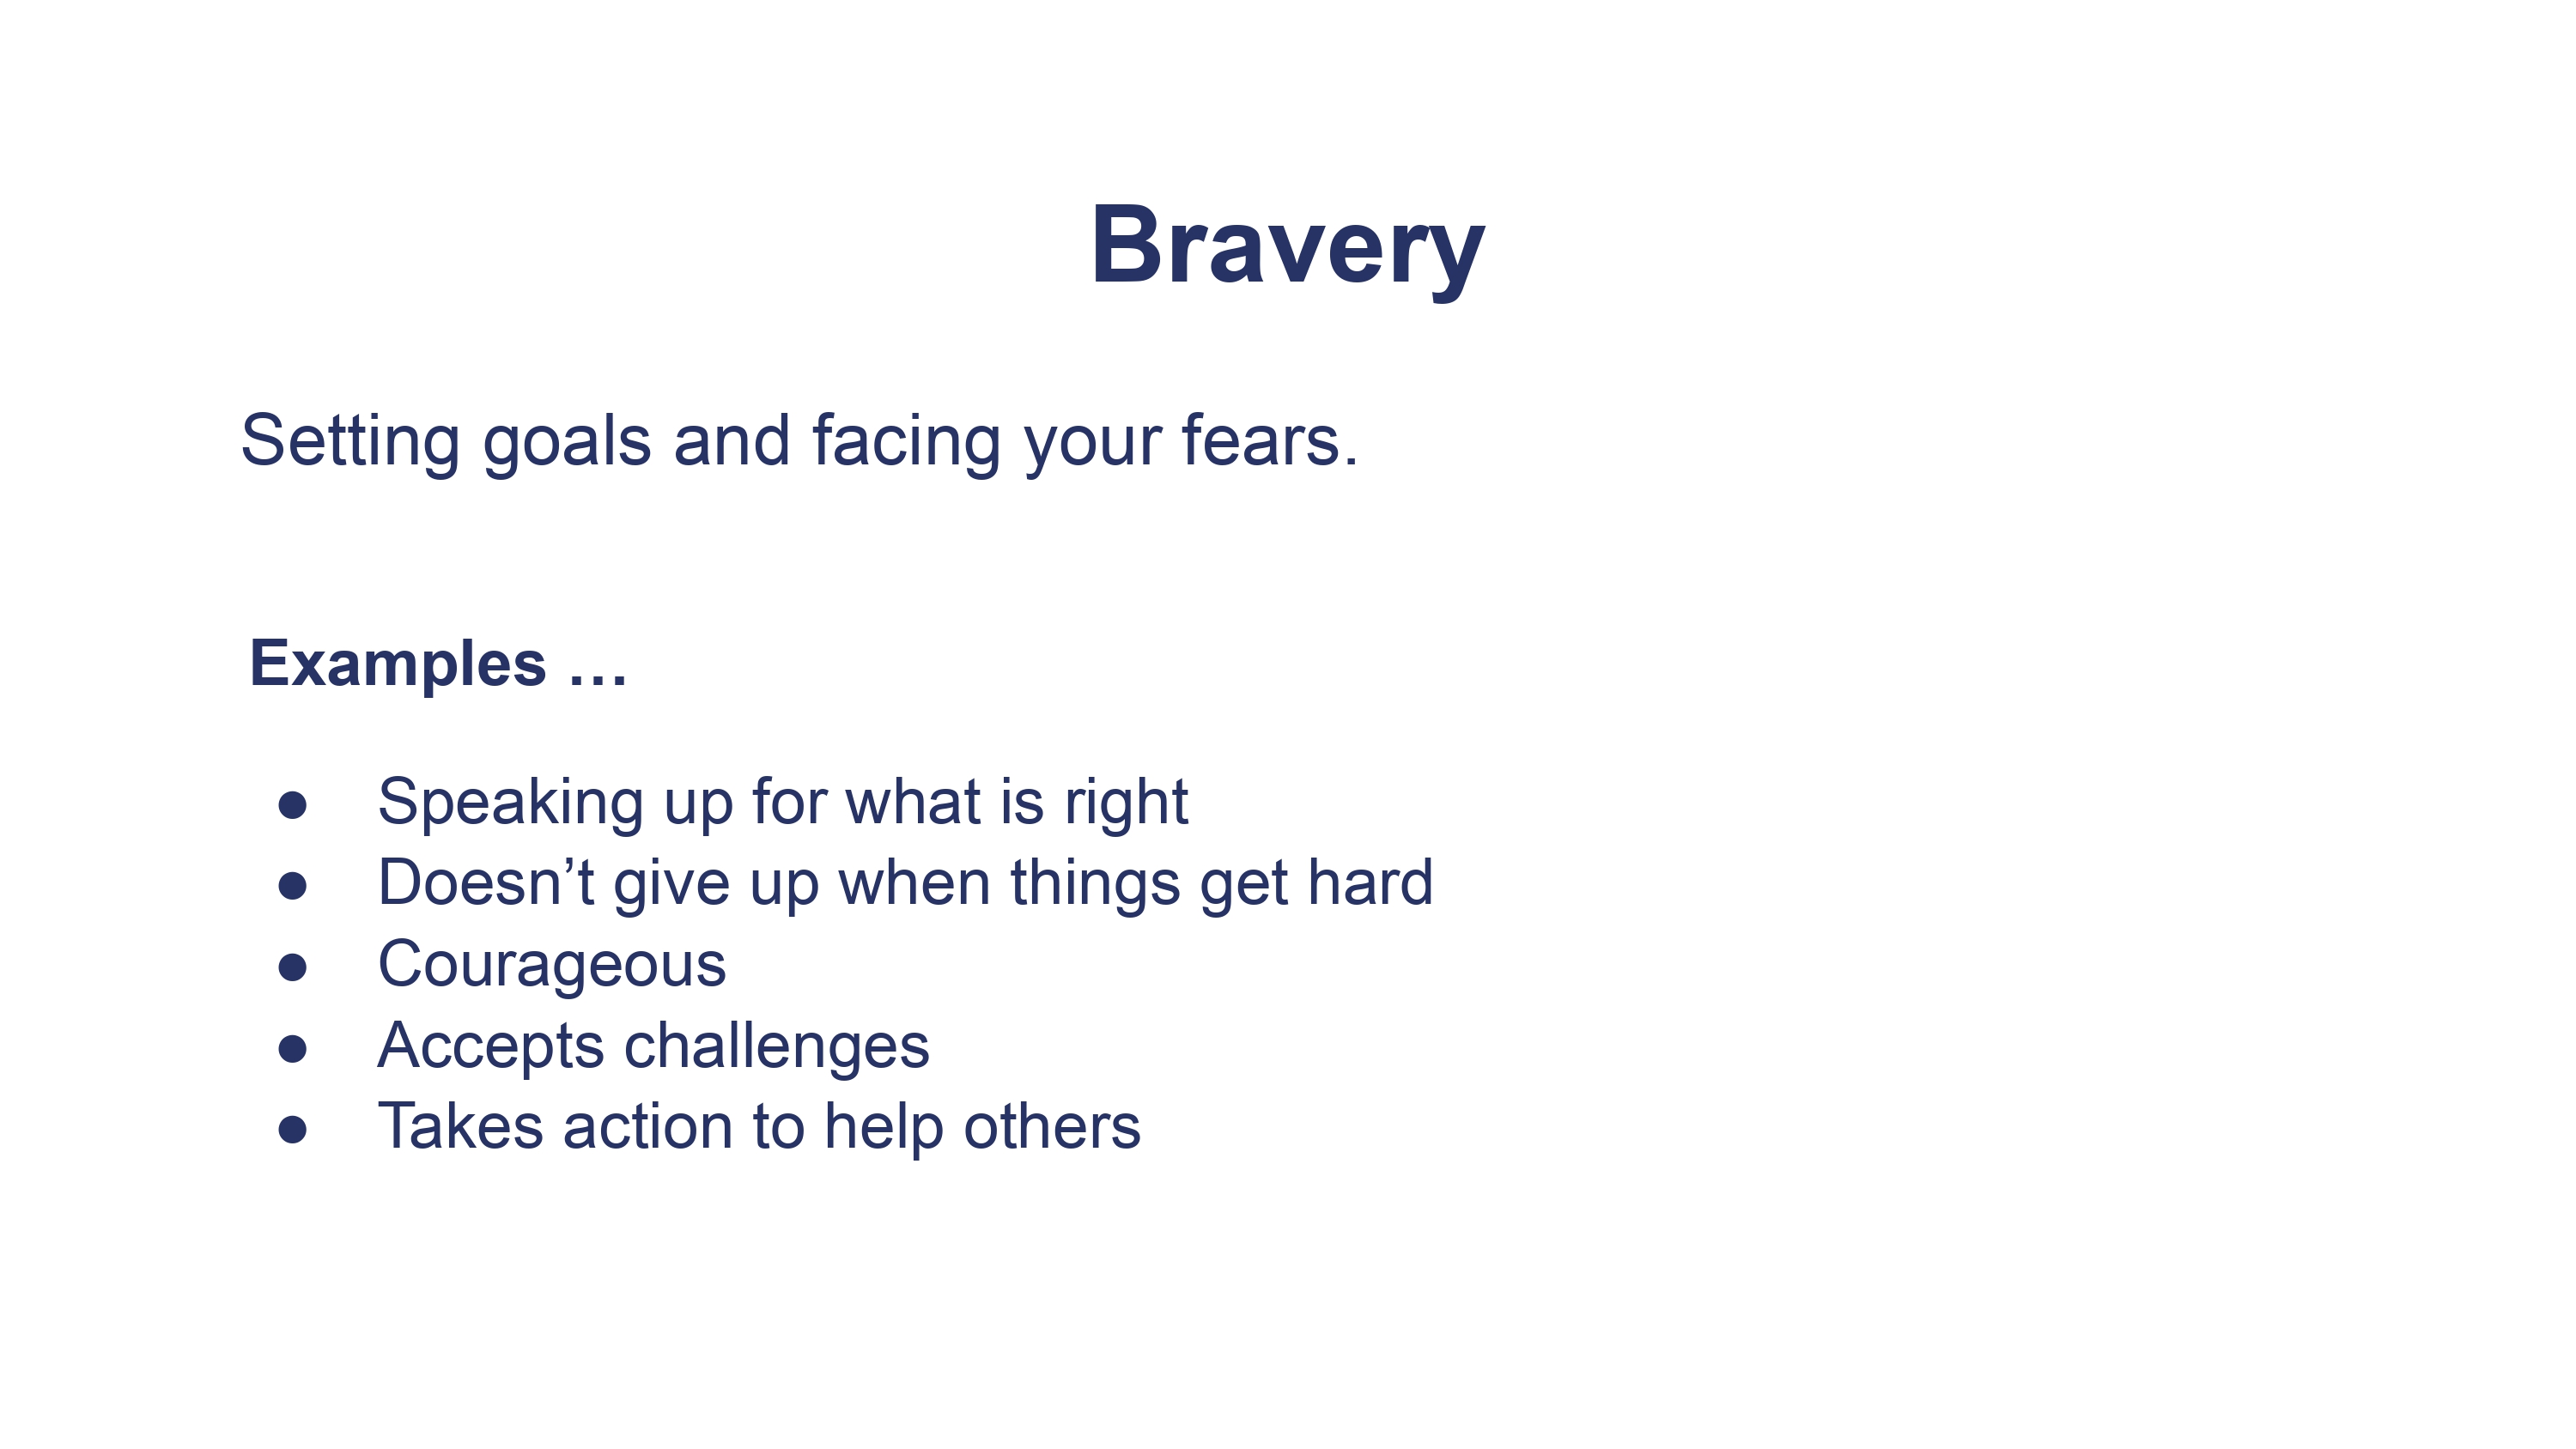 Bravery
Setting goals and facing your fears.
Examples …
● Speaking up for what is right
● Doesn’t give up when things get hard
● Courageous
● Accepts challenges
● Takes action to help others